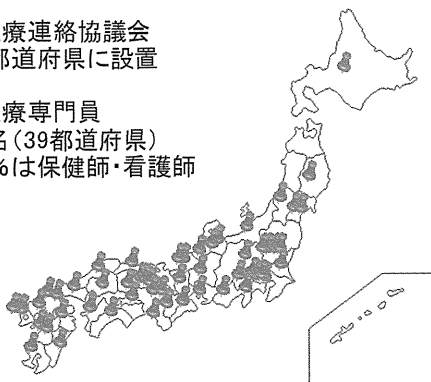 療連絡協議会
都道府県に設置
療専門員
名（39都道府県）
%は保健師・看護師